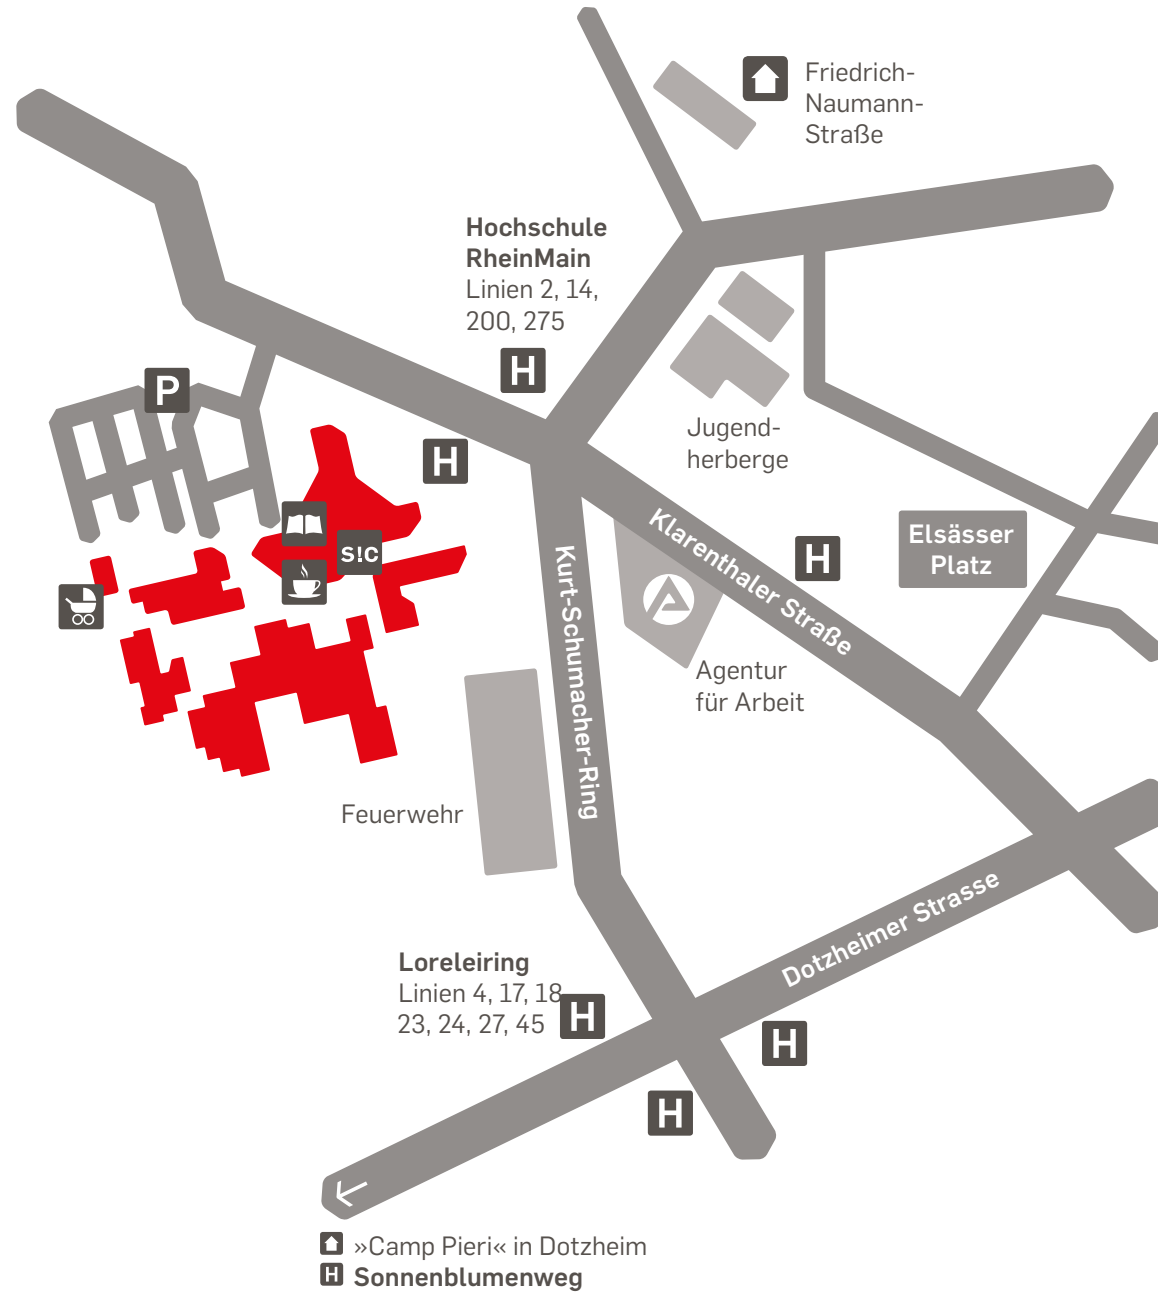 Friedrich-
Naumann-
Straße
Hochschule
RheinMain
Linien 2, 14,
200, 275
H
P
H
Jugend-
herberge
S!C
Klarenthaler Straße
H
Elsässer
Platz
Kurt-Schumacher-Ring
Agentur
für Arbeit
Feuerwehr
Dotzheimer Strasse
Loreleiring
Linien 4, 17, 18
23, 24, 27, 45
H
H
H
»Camp Pieri« in Dotzheim
H Sonnenblumenweg